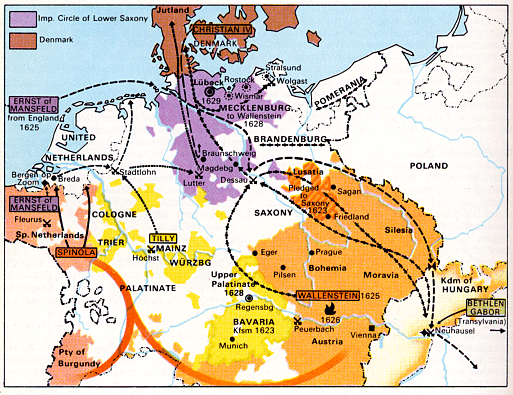 Imp. Circle of Lower Saxony
Denmark
Jutland
CHRISTIAN IV
DENMARK
Stralsund
Rostock
Wolgast
Lübeck
Wismar
1629
MECKLENBURG
to Wallenstein
1628
POMERANIA
BRANDENBURG
ERNST of
MANSFELD
from England
1625
UNITED
NETHERLANDS
Bergen op
Zoom
Breda
Stadtlohn
Braunschweig
Magdebg
Lutter
Dessau
POLAND
Lusatia
Pledged
to
Saxony
1623
Sagan
Friedland
Silesia
ERNST of
MANSFELD
Fleurus
Sp. Netherlands
SPINOLA
COLOGNE
TRIER
TILLY
MAINZ
Höchst
WÜRZBG
SAXONY
PALATINATE
Eger
Prague
Pilsen
Bohemia
Moravia
Upper
Palatinate
1628
Regensbg
WALLENSTEIN 1625
1626
Peuerbach
Vienna
Kdm of
HUNGARY
BETHLEN
GABOR
(Transylvania)
Neuhäusel
BAVARIA
Kfsm 1623
Munich
Austria
Pty of
Burgundy